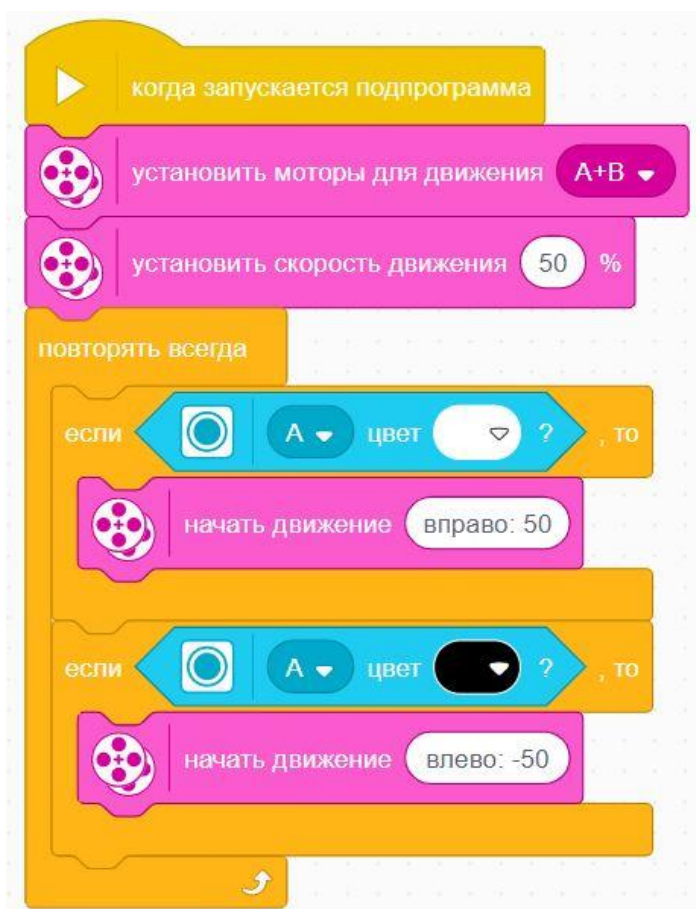 когда запускается подпрограмма
установить моторы для движения A+B
установить скорость движения 50 %
повторять всегда
если A цвет ? , то
начать движение вправо: 50
если A цвет ? , то
начать движение влево: -50